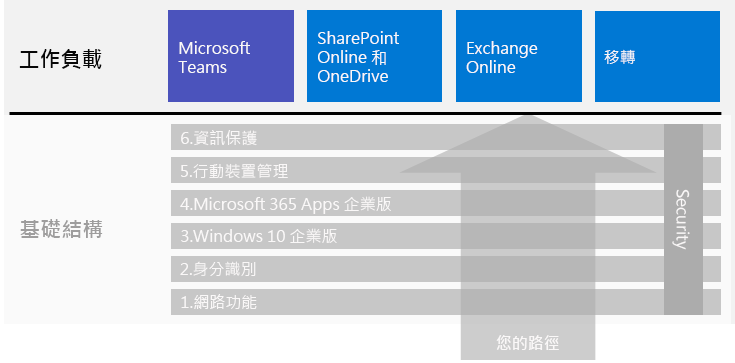 工作負載
Microsoft
Teams
SharePoint
Online 和
OneDrive
Exchange
Online
移轉
基礎結構
6.資訊保護
5.行動裝置管理
4.Microsoft 365 Apps 企業版
3.Windows 10 企業版
2.身分識別
1.網路功能
Security
您的路徑